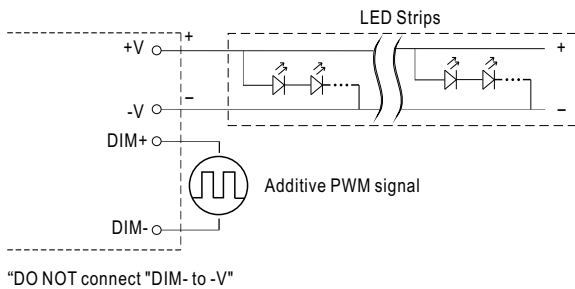 LED Strips
+V + +
-V − −
DIM+
Additive PWM signal
DIM-
“DO NOT connect "DIM- to -V"